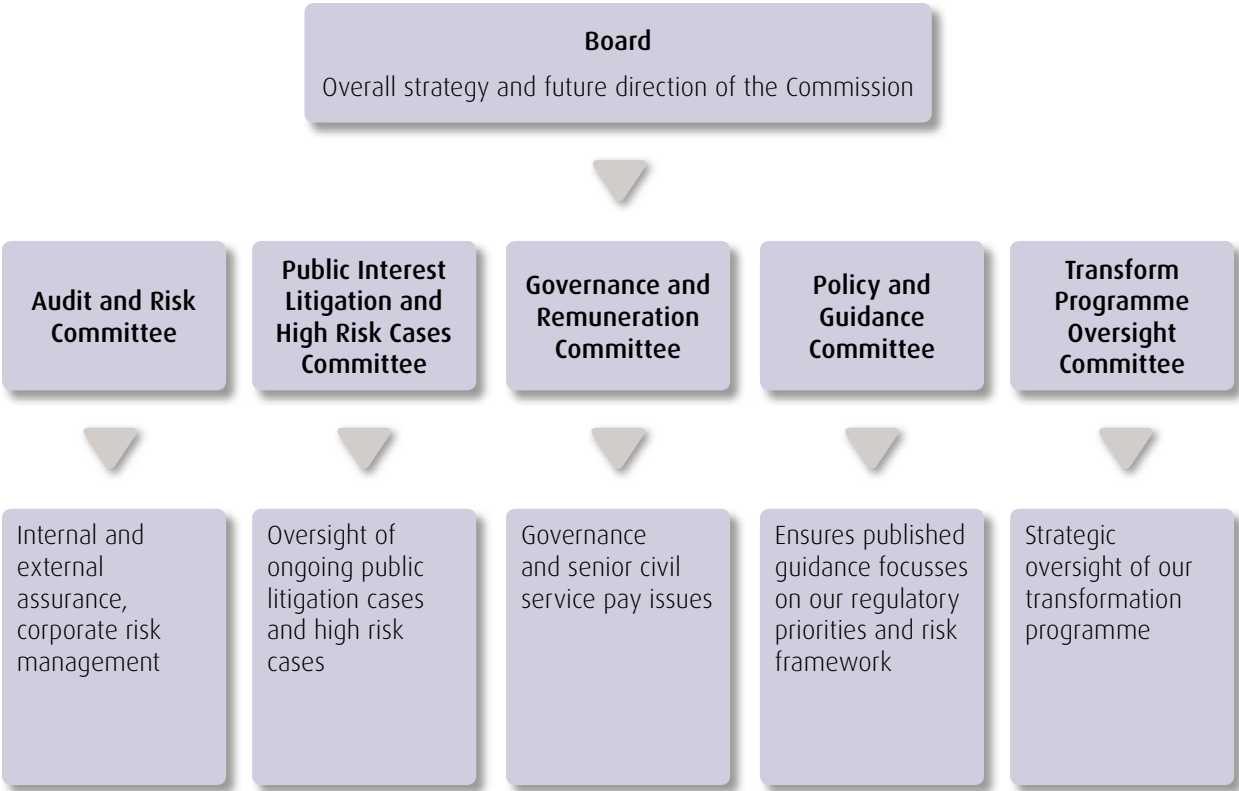 Board
Overall strategy and future direction of the Commission
Audit and Risk
Committee
Public Interest
Litigation and
High Risk Cases
Committee
Governance and
Remuneration
Committee
Policy and
Guidance
Committee
Transform
Programme
Oversight
Committee
Internal and
external
assurance,
corporate risk
management
Oversight of
ongoing public
litigation cases
and high risk
cases
Governance
and senior civil
service pay issues
Ensures published
guidance focusses
on our regulatory
priorities and risk
framework
Strategic
oversight of our
transformation
programme